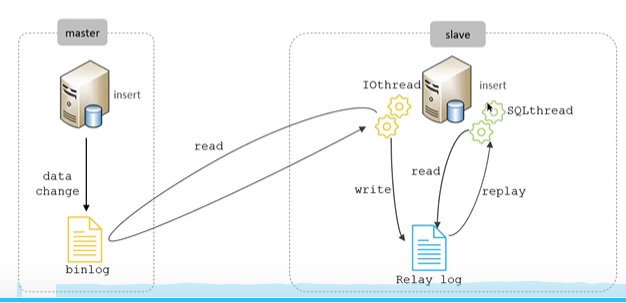 master
slave
insert
IOthread
insert
SQLthread
read
data
change
write
read
replay
binlog
Relay log